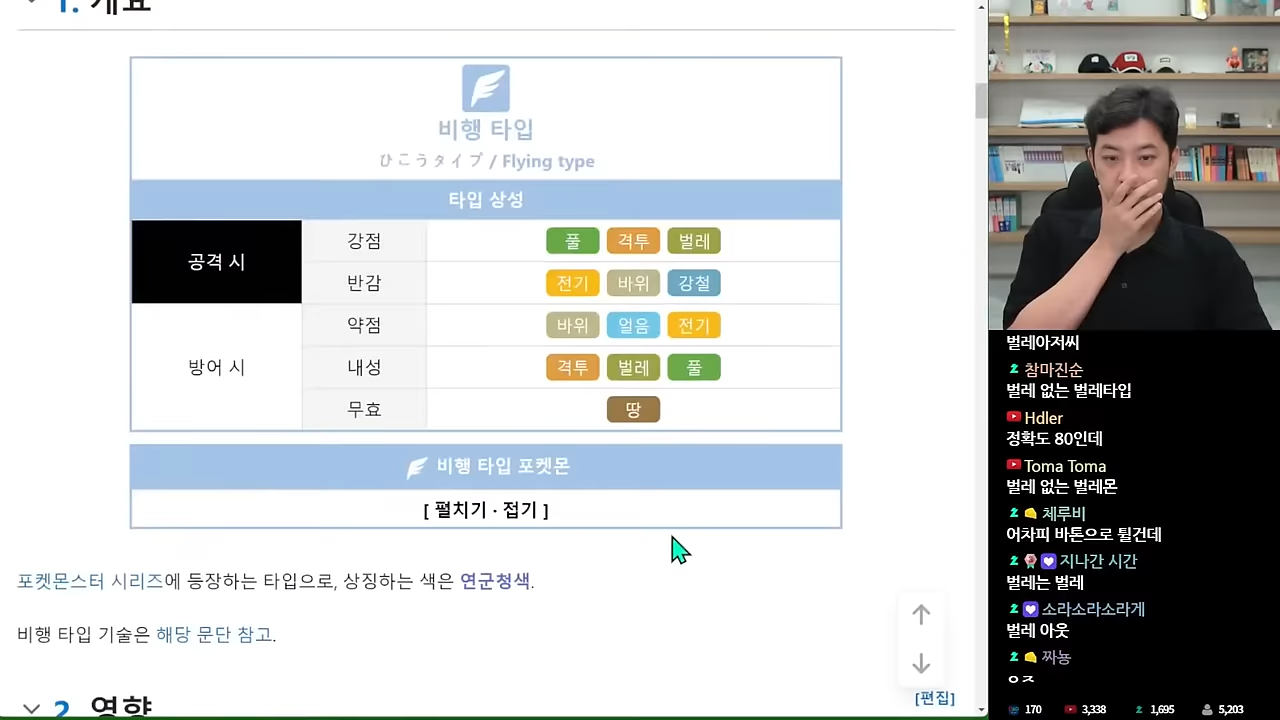 1. 개요
비행 타입
ひこうタイプ / Flying type
타입 상성
공격 시
강점
풀 격투 벌레
반감
전기 바위 강철
방어 시
약점
바위 얼음 전기
내성
격투 벌레 풀
무효
땅
비행 타입 포켓몬
[ 펼치기 · 접기 ]
포켓몬스터 시리즈에 등장하는 타입으로, 상징하는 색은 연군청색.
비행 타입 기술은 해당 문단 참고.
[편집]
2. 영향
벌레아저씨
참마진순
벌레 없는 벌레타입
Hdler
정확도 80인데
Toma Toma
벌레 없는 벌레몬
체루비
어차피 바톤으로 튈건데
지나간 시간
벌레는 벌레
소라소라소라게
벌레 아웃
짜뇽
ㅇㅈ
170 3,338 1,695 5,203